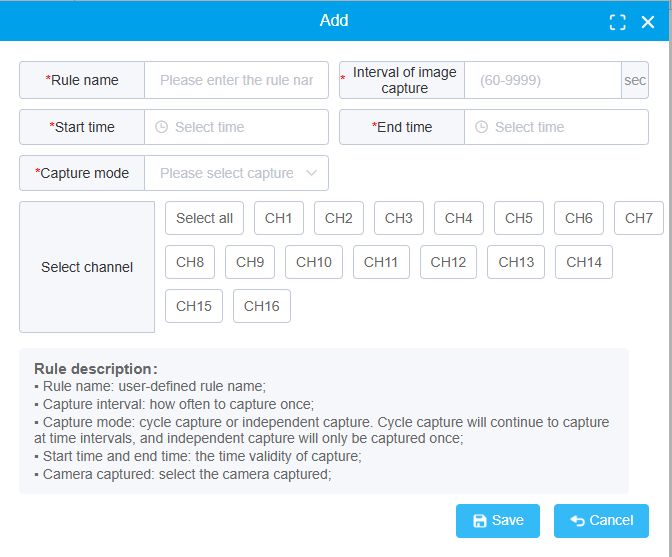 Add
*Rule name
Please enter the rule nar
* Interval of image
capture
(60-9999)
sec
*Start time
Select time
*End time
Select time
*Capture mode
Please select capture
Select channel
Select all CH1 CH2 CH3 CH4 CH5 CH6 CH7
CH8 CH9 CH10 CH11 CH12 CH13 CH14
CH15 CH16
Rule description:
▪ Rule name: user-defined rule name;
▪ Capture interval: how often to capture once;
▪ Capture mode: cycle capture or independent capture. Cycle capture will continue to capture
at time intervals, and independent capture will only be captured once;
▪ Start time and end time: the time validity of capture;
▪ Camera captured: select the camera captured;
Save
Cancel